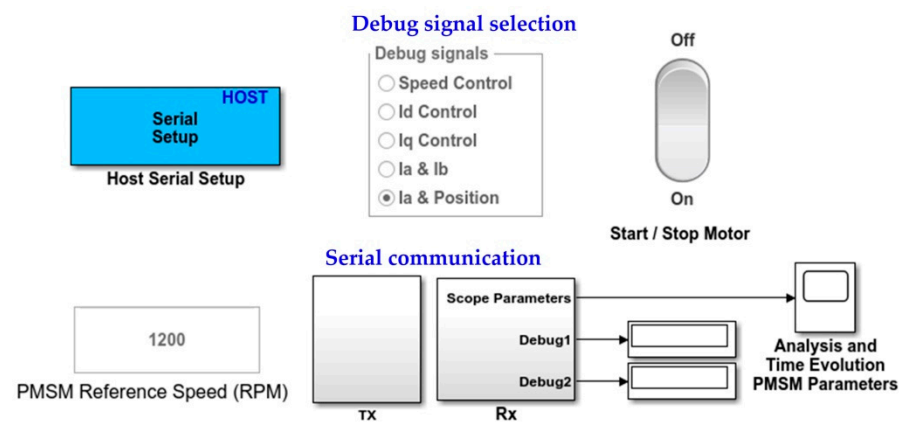 Debug signal selection
HOST
Serial
Setup
Host Serial Setup
Debug signals
Speed Control
Id Control
Iq Control
Ia & Ib
Ia & Position
Off
On
Start / Stop Motor
Serial communication
1200
PMSM Reference Speed (RPM)
TX
Scope Parameters
Debug1
Debug2
Rx
Analysis and
Time Evolution
PMSM Parameters